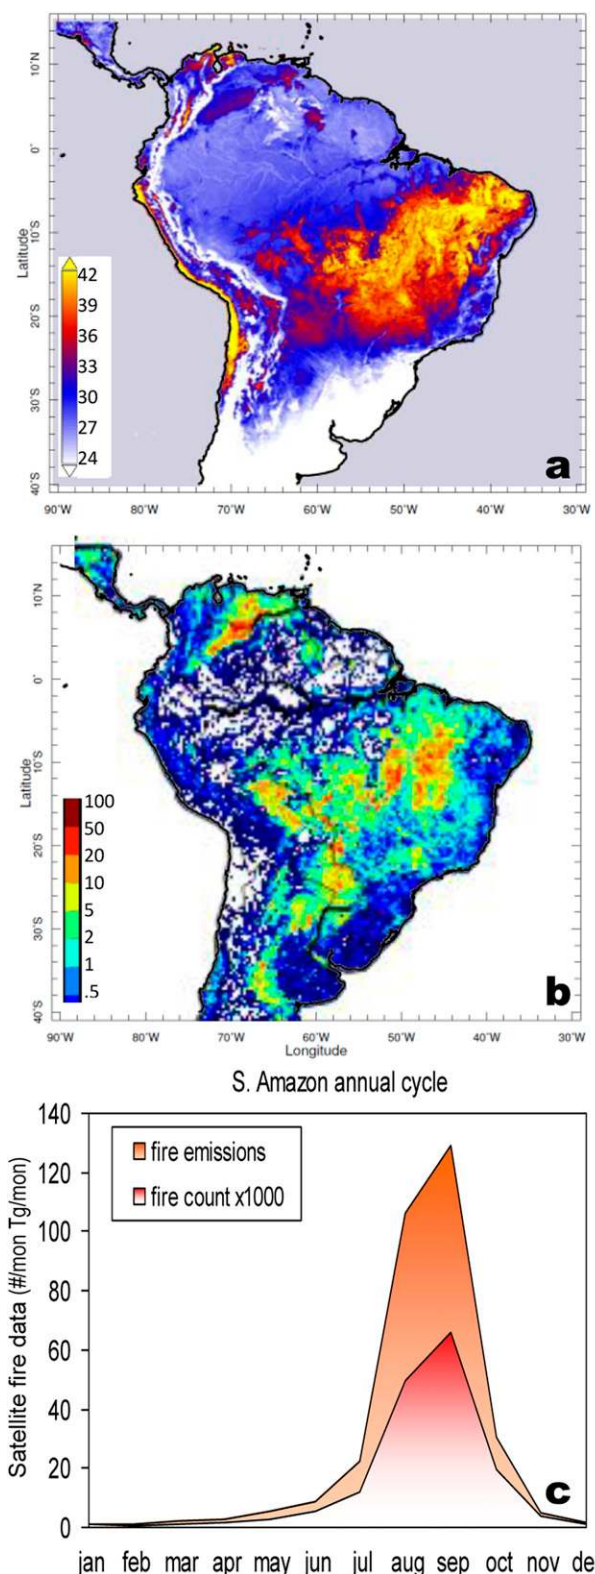 10°N
0°
Latitude
10°S
20°S
30°S
40°S
42
39
36
33
30
27
24
a
90°W 80°W 70°W 60°W 50°W 40°W 30°W
10°N
0°
Latitude
10°S
20°S
30°S
40°S
100
50
20
10
5
2
1
.5
b
90°W 80°W 70°W 60°W 50°W 40°W 30°W
Longitude
S. Amazon annual cycle
Satellite fire data (#/mon Tg/mon)
140
120
100
80
60
40
20
0
fire emissions
fire count x1000
c
jan feb mar apr may jun jul aug sep oct nov de